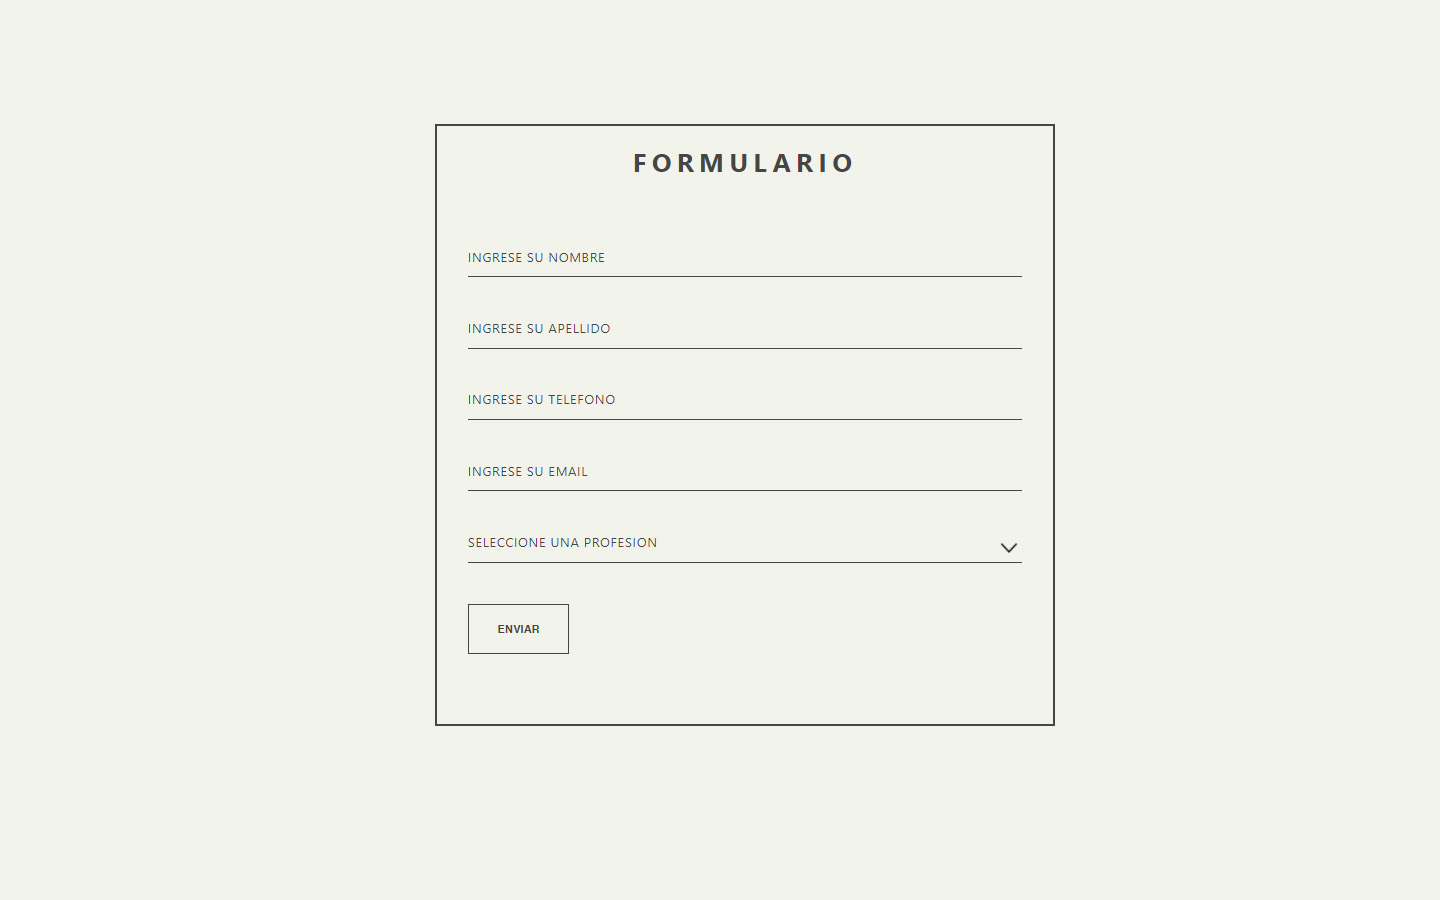 FORMULARIO
INGRESE SU NOMBRE
INGRESE SU APELLIDO
INGRESE SU TELEFONO
INGRESE SU EMAIL
SELECCIONE UNA PROFESION
ENVIAR